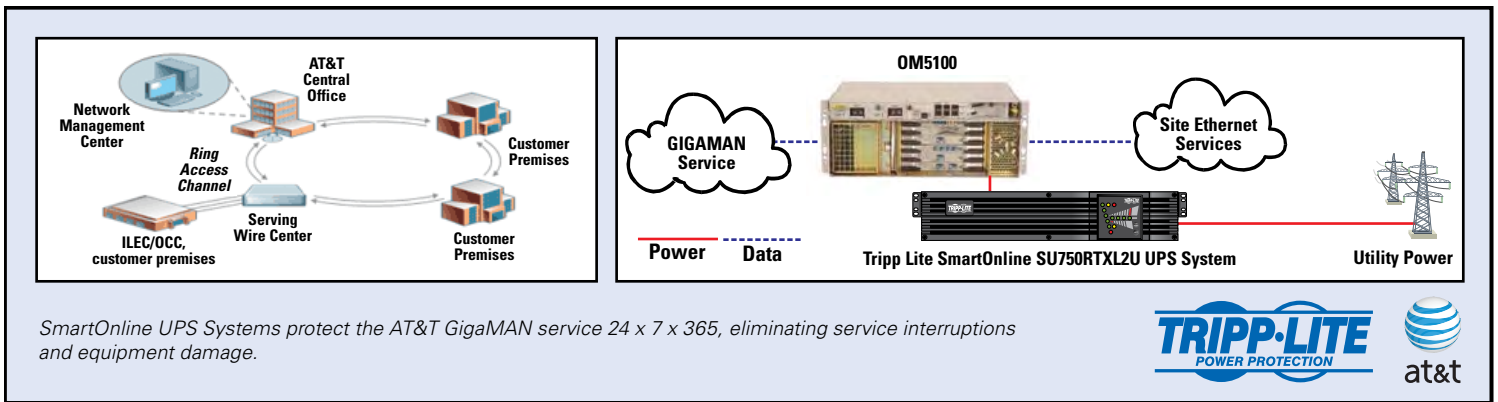 AT&T
Central
Office
Network
Management
Center
Customer
Premises
Ring
Access
Channel
Serving
Wire Center
ILEC/OCC,
customer premises
Customer
Premises
OM5100
GIGAMAN
Service
Site Ethernet
Services
TRIPP·LITE
Power
Data
Tripp Lite SmartOnline SU750RTXL2U UPS System
Utility Power
SmartOnline UPS Systems protect the AT&T GigaMAN service 24 x 7 x 365, eliminating service interruptions
and equipment damage.
TRIPP·LITE
POWER PROTECTION
at&t